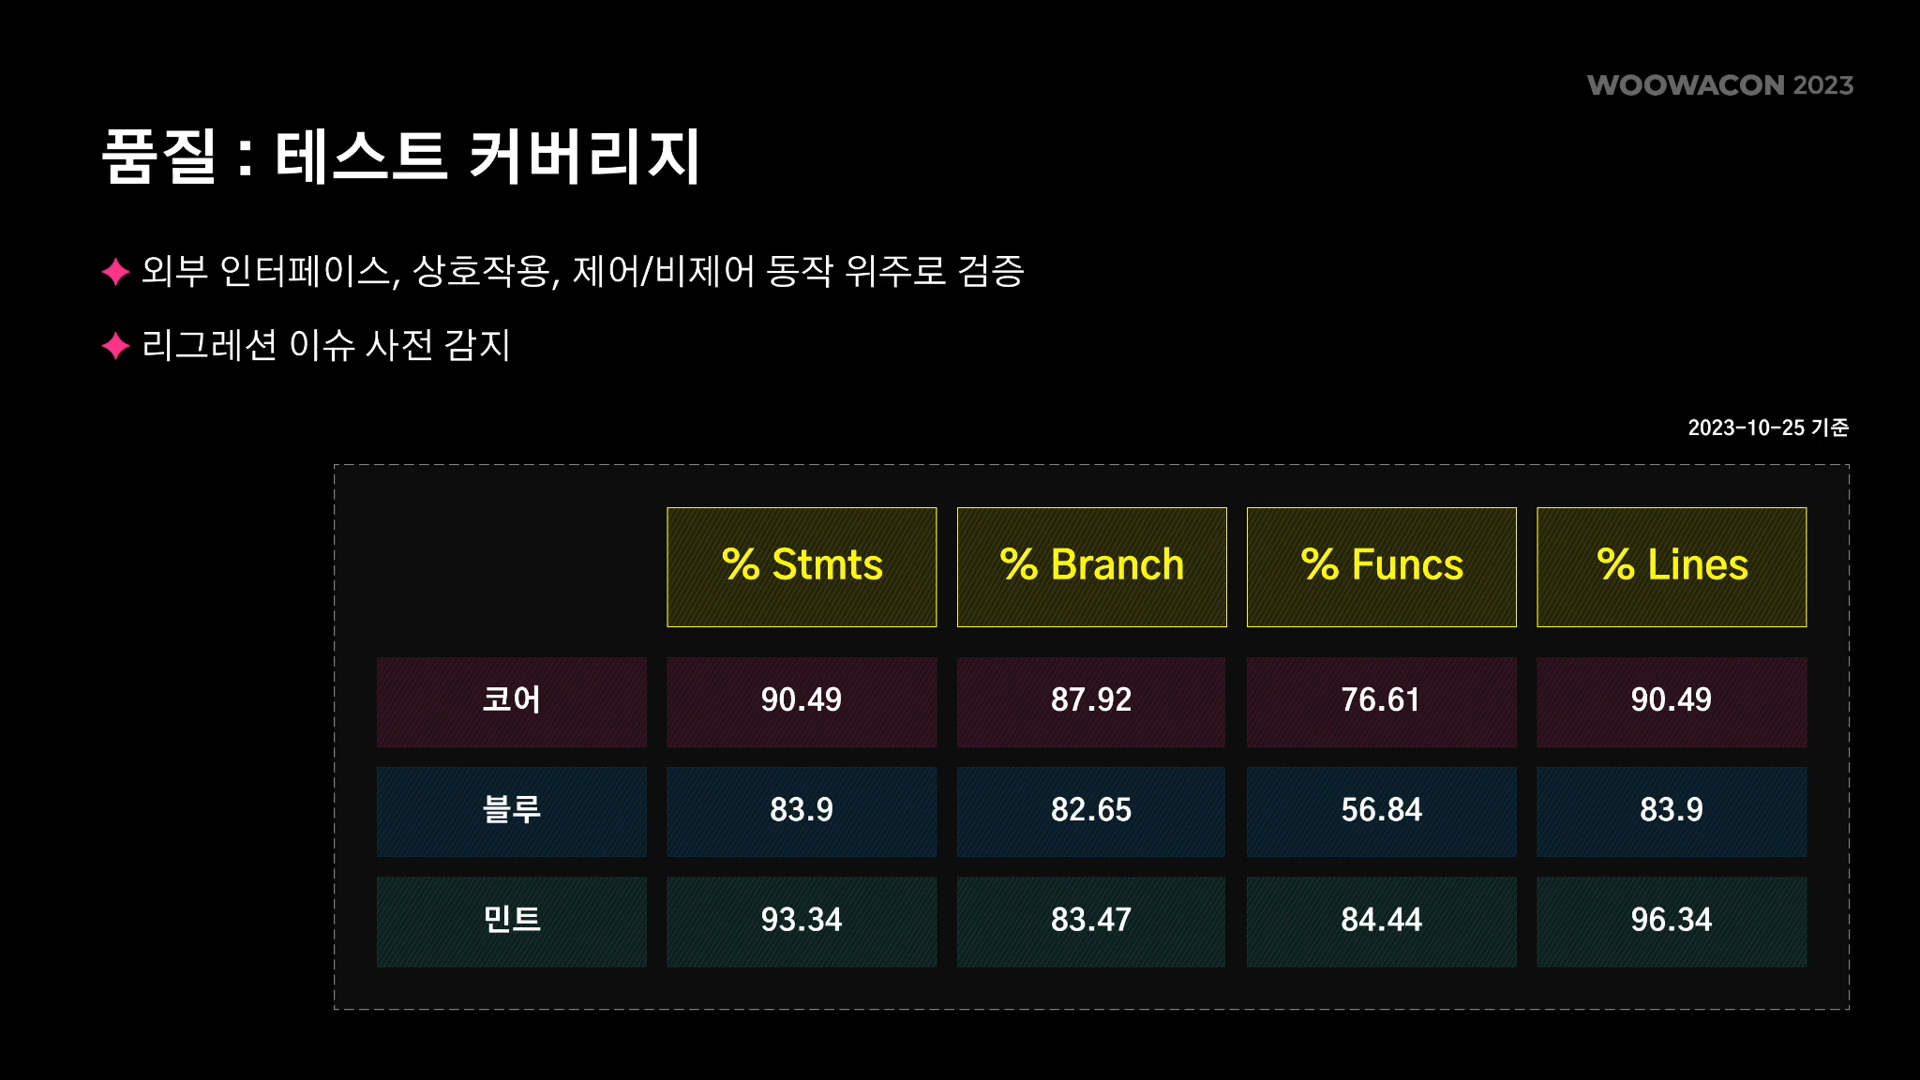 WOOWACON 2023
품질 : 테스트 커버리지
외부 인터페이스, 상호작용, 제어/비제어 동작 위주로 검증
리그레션 이슈 사전 감지
2023-10-25 기준
% Stmts % Branch % Funcs % Lines
코어 90.49 87.92 76.61 90.49
블루 83.9 82.65 56.84 83.9
민트 93.34 83.47 84.44 96.34